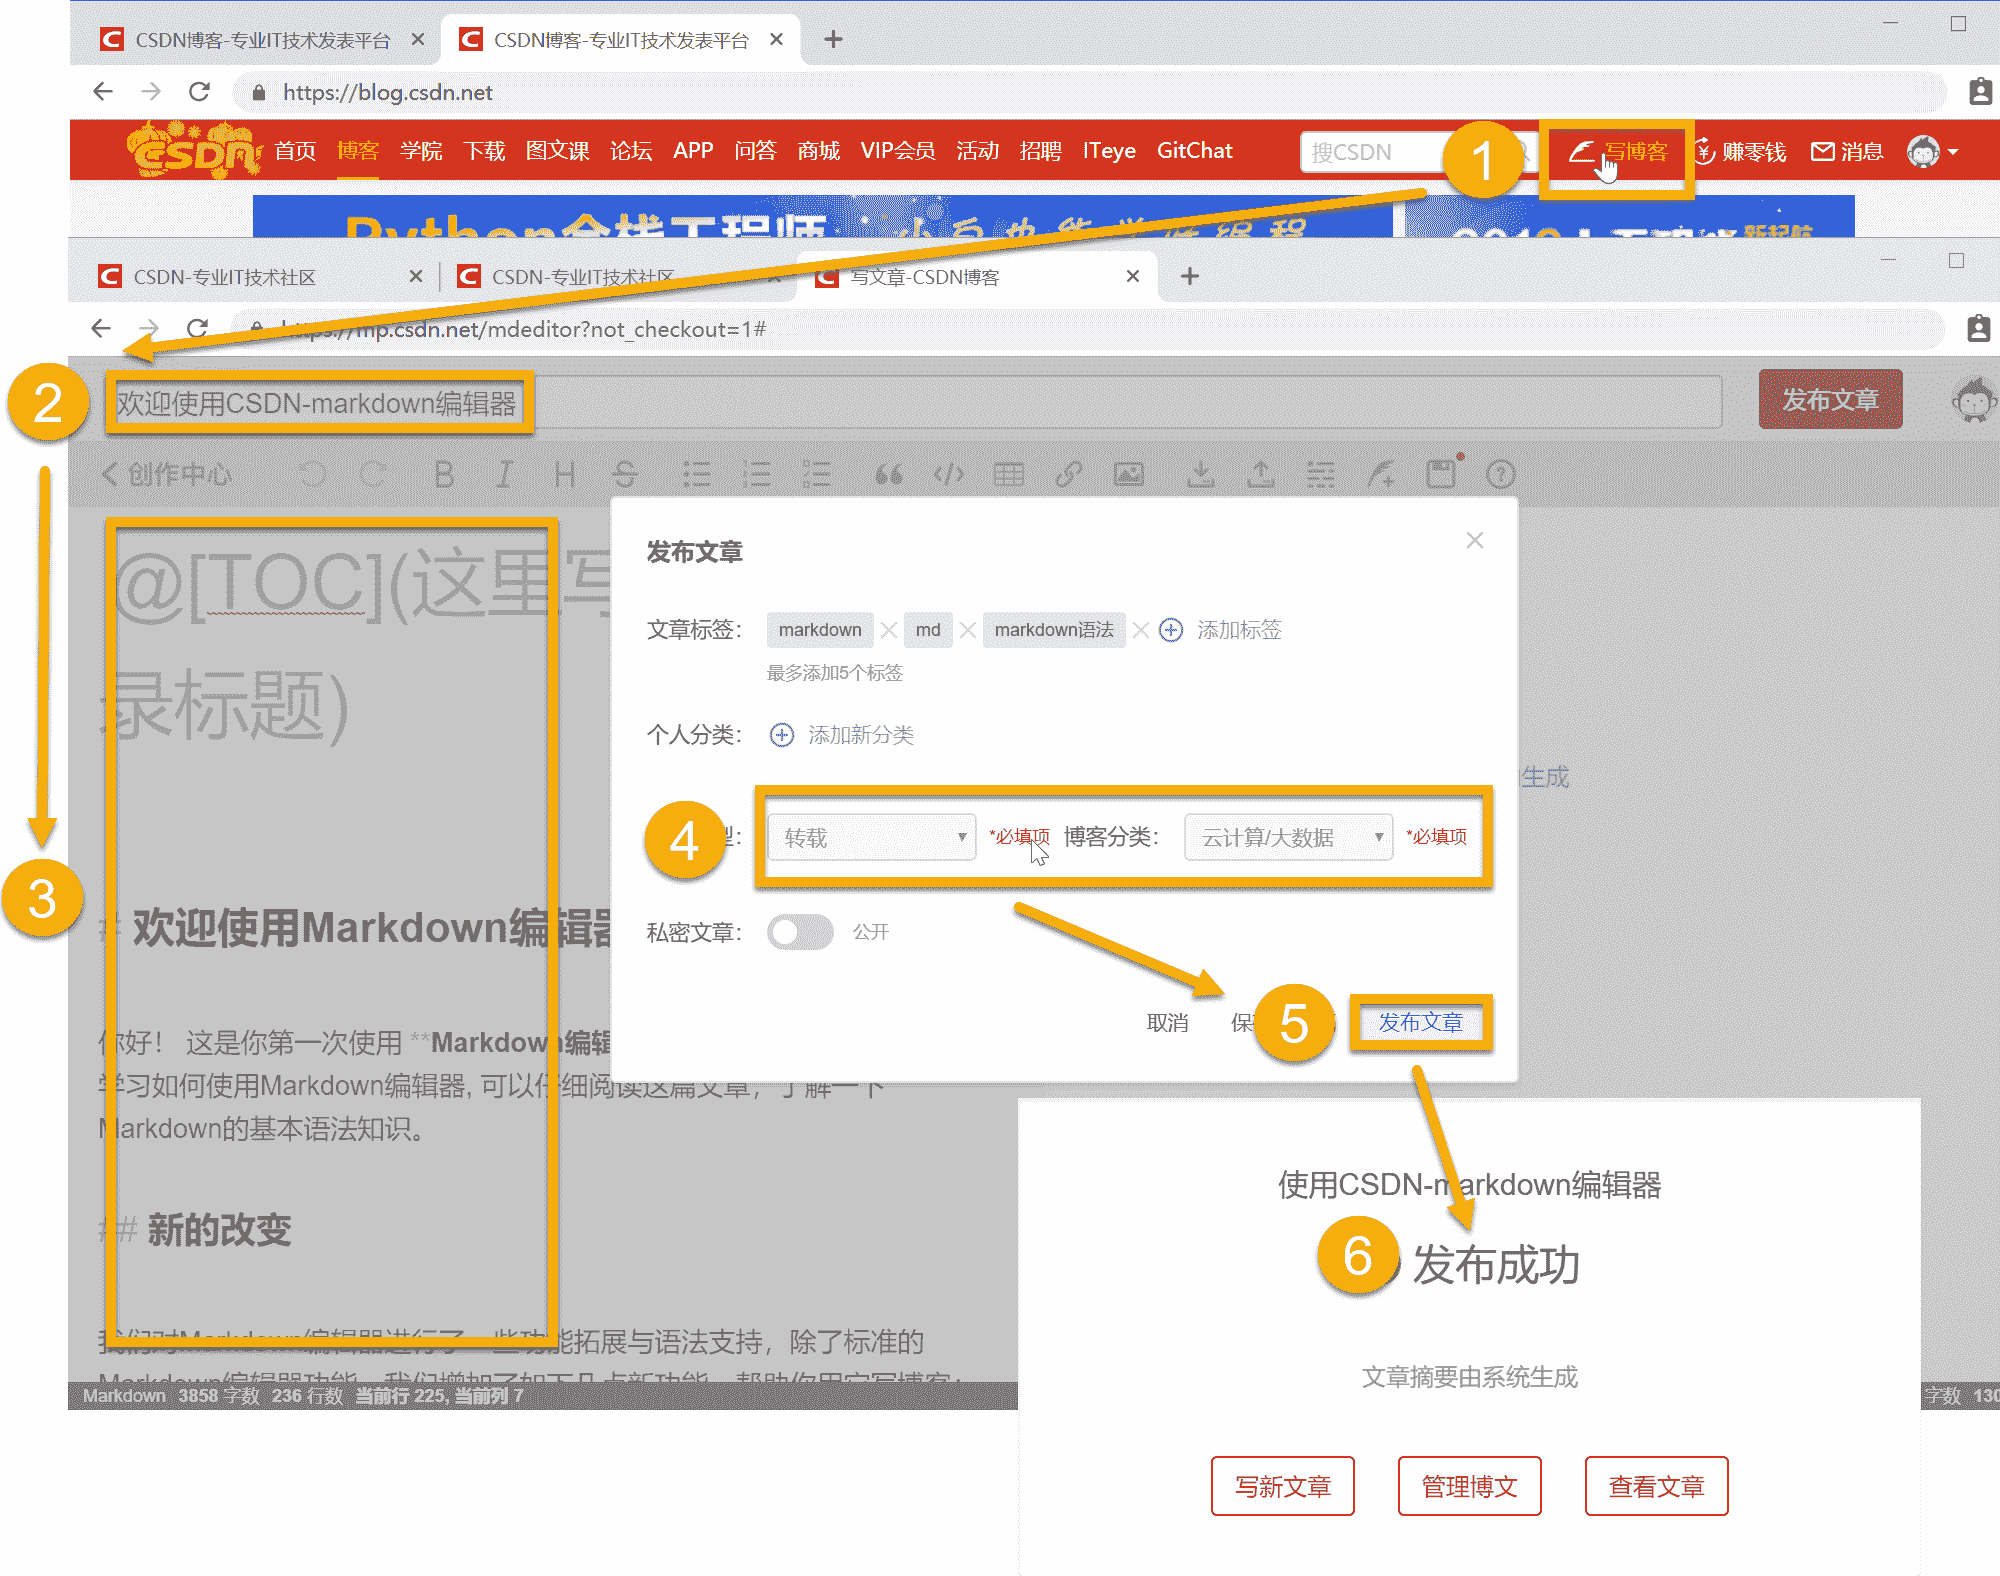 CSDN博客-专业IT技术发表平台
CSDN博客-专业IT技术发表平台
https://blog.csdn.net
CSDN 首页 博客 学院 下载 图文课 论坛 APP 问答 商城 VIP会员 活动 招聘 ITeye GitChat 搜CSDN 1 写博客 赚零钱 消息
Python全栈工程师
CSDN-专业IT技术社区
CSDN-专业IT技术社区
写文章-CSDN博客
https://mp.csdn.net/mdeditor?not_checkout=1#
2 欢迎使用CSDN-markdown编辑器 发布文章
创作中心
@[TOC](这里写
录标题)
# 欢迎使用Markdown编辑器
你好！ 这是你第一次使用 **Markdown编辑
学习如何使用Markdown编辑器, 可以仔细阅读这篇文章，了解一下
Markdown的基本语法知识。
## 新的改变
我们对Markdown编辑器进行了一些功能拓展与语法支持，除了标准的
Markdown编辑器功能，我们增加了如下几点新功能，帮助你用它写博客：
Markdown 3858 字数 236 行数 当前行 225, 当前列 7
3
发布文章
文章标签： markdown md markdown语法 添加标签
最多添加5个标签
个人分类： 添加新分类
生成
4 型： 转载 *必填项 博客分类： 云计算/大数据 *必填项
私密文章： 公开
取消 保 5 发布文章
使用CSDN-markdown编辑器
6 发布成功
文章摘要由系统生成
字数 130
写新文章 管理博文 查看文章